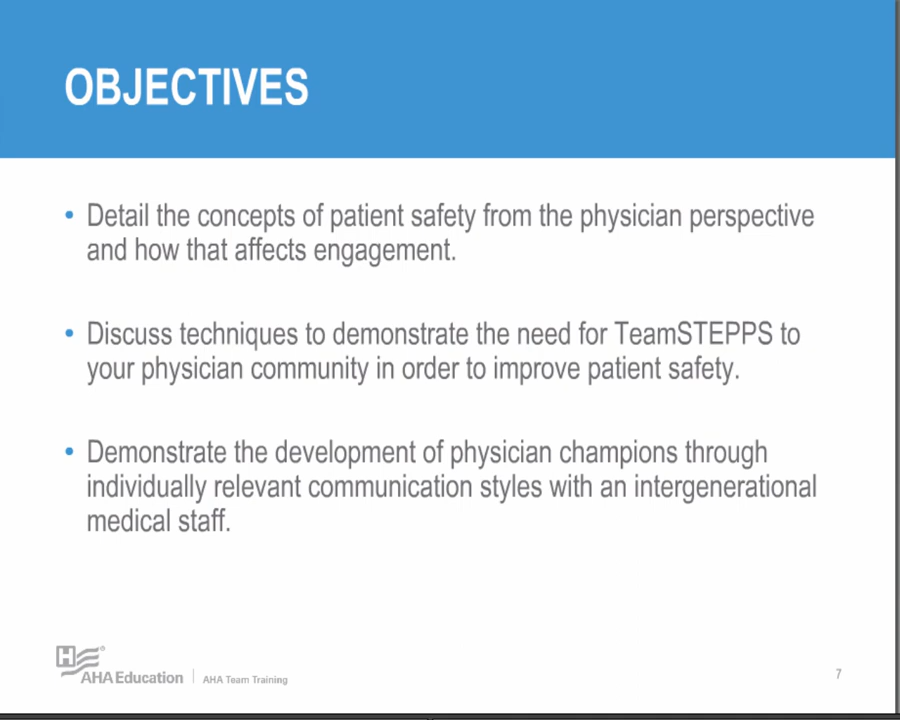 OBJECTIVES
• Detail the concepts of patient safety from the physician perspective
and how that affects engagement.
• Discuss techniques to demonstrate the need for TeamSTEPPS to
your physician community in order to improve patient safety.
• Demonstrate the development of physician champions through
individually relevant communication styles with an intergenerational
medical staff.
H
AHA Education | AHA Team Training
7